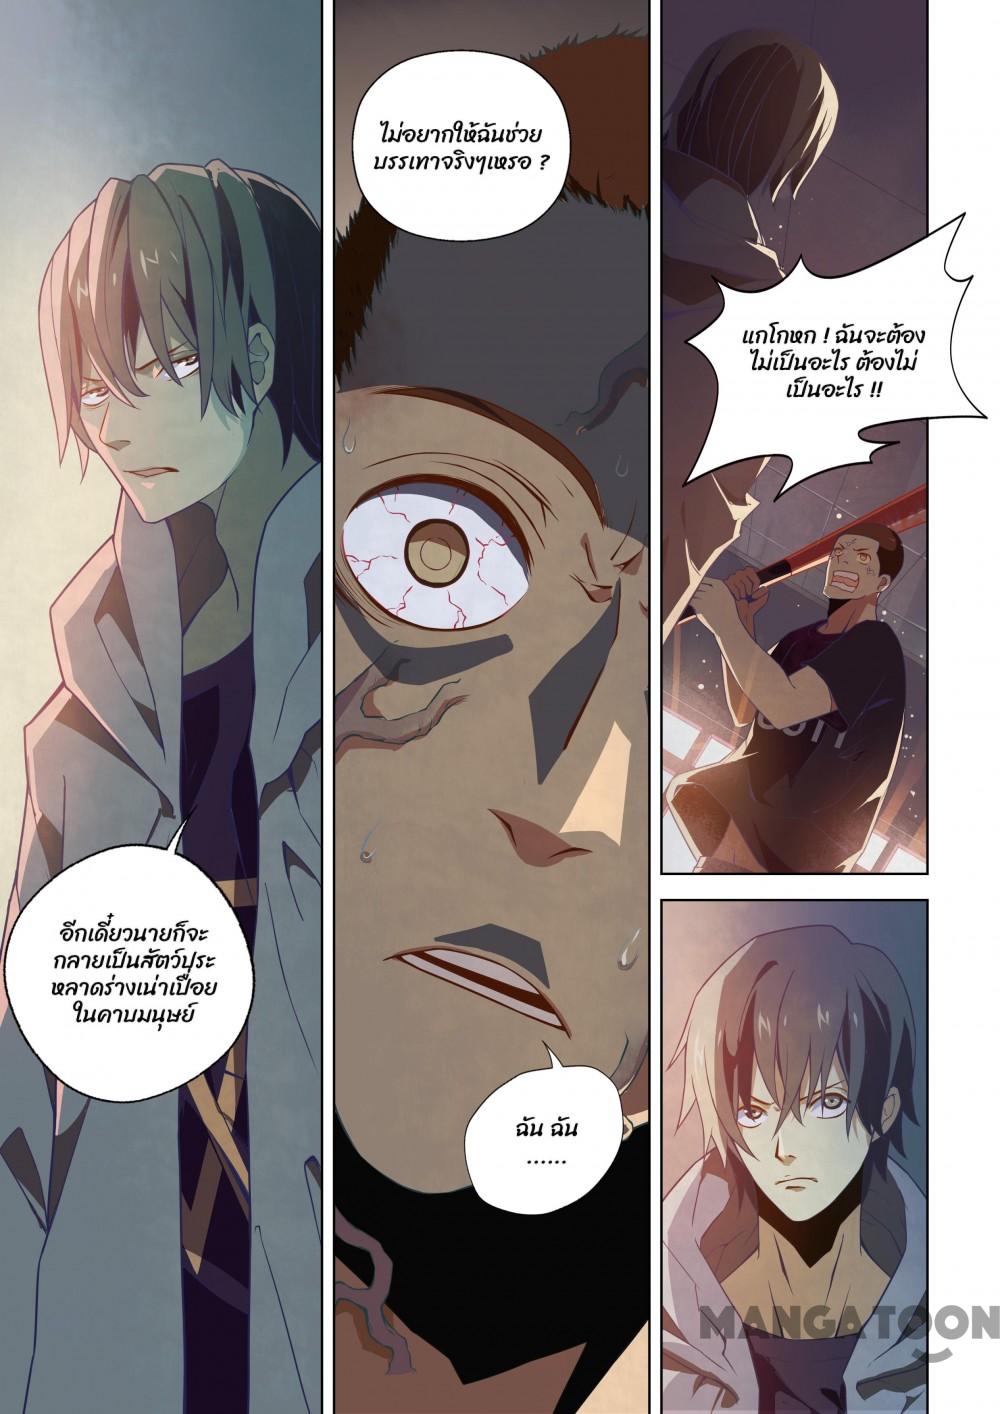 อีกเดี๋ยวนายก็จะ
กลายเป็นสัตว์ประ
หลาดร่างเน่าเปื่อย
ในคาบมนุษย์
ไม่อยากให้ฉันช่วย
บรรเทาจริงๆเหรอ ?
ฉัน ฉัน
......
แกโกหก ! ฉันจะต้อง
ไม่เป็นอะไร ต้องไม่
เป็นอะไร !!
MANGATOON